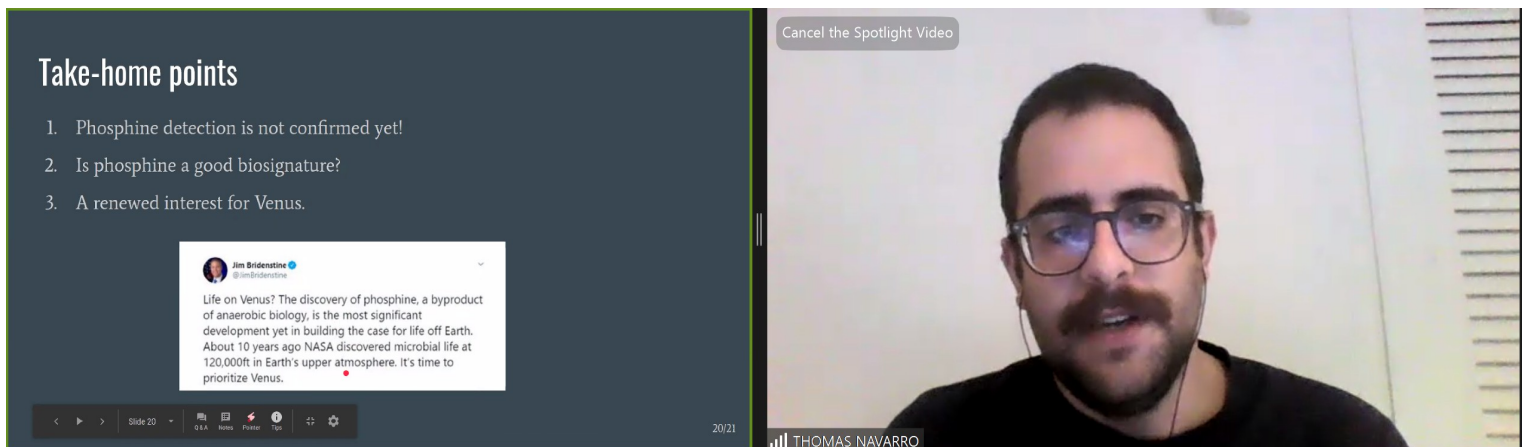 Take-home points
1. Phosphine detection is not confirmed yet!
2. Is phosphine a good biosignature?
3. A renewed interest for Venus.
Jim Bridenstine
@JimBridenstine
Life on Venus? The discovery of phosphine, a byproduct
of anaerobic biology, is the most significant
development yet in building the case for life off Earth.
About 10 years ago NASA discovered microbial life at
120,000ft in Earth's upper atmosphere. It's time to
prioritize Venus.
Slide 20
Q&A Notes Pointer Tips
20/21
Cancel the Spotlight Video
THOMAS NAVARRO